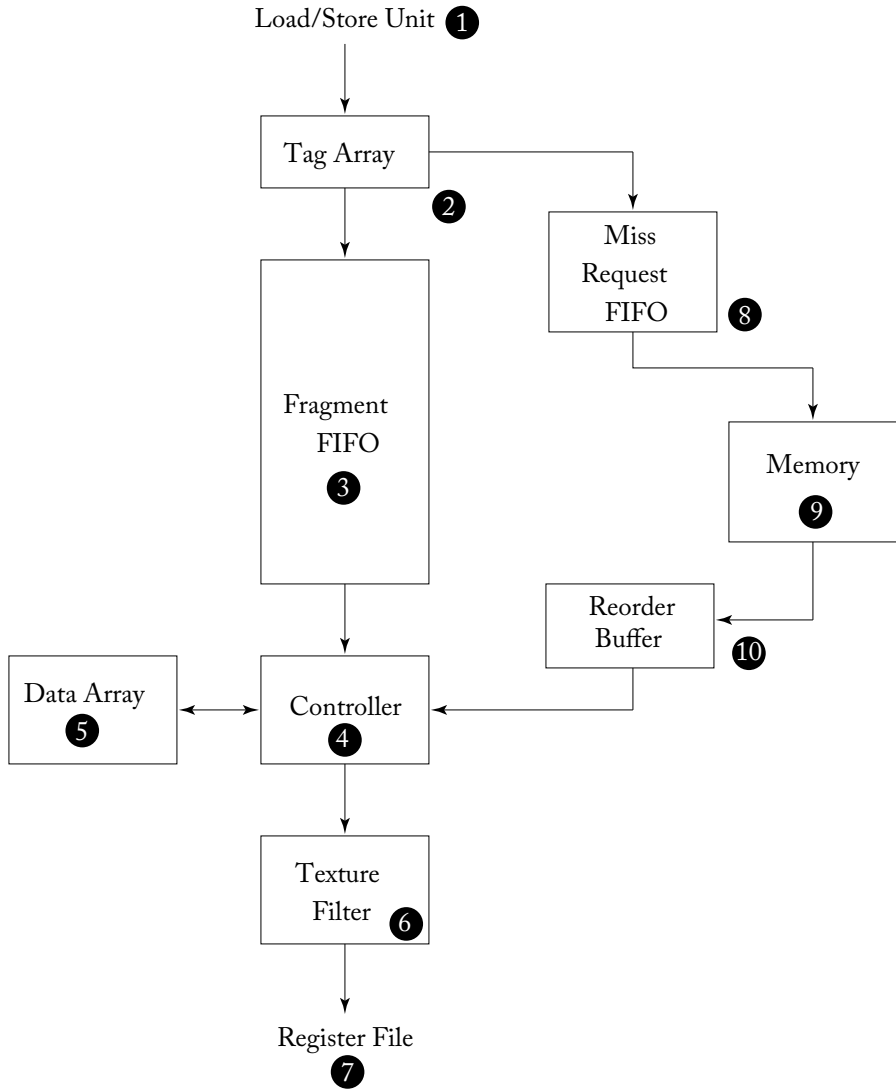 Load/Store Unit 1
Tag Array
2
Miss
Request
FIFO
8
Fragment
FIFO
3
Memory
9
Reorder
Buffer
10
Data Array
5
Controller
4
Texture
Filter
6
Register File
7